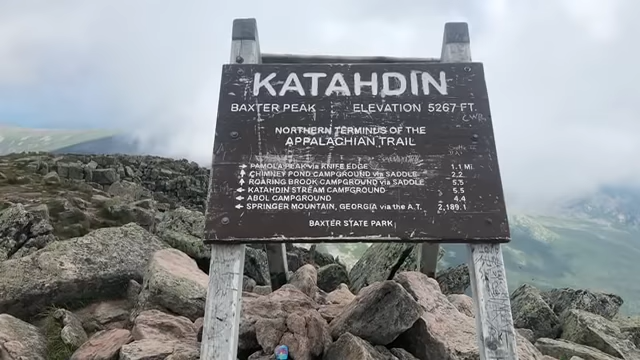 KATAHDIN
BAXTER PEAK ELEVATION 5267 FT.
NORTHERN TERMINUS OF THE
APPALACHIAN TRAIL
PAMOLA PEAK via KNIFE EDGE 1.1 MI.
CHIMNEY POND CAMPGROUND via SADDLE 2.2
ROARING BROOK CAMPGROUND via SADDLE 5.5
KATAHDIN STREAM CAMPGROUND 5.5
ABOL CAMPGROUND 4.4
SPRINGER MOUNTAIN, GEORGIA via the A.T. 2,189.1
BAXTER STATE PARK